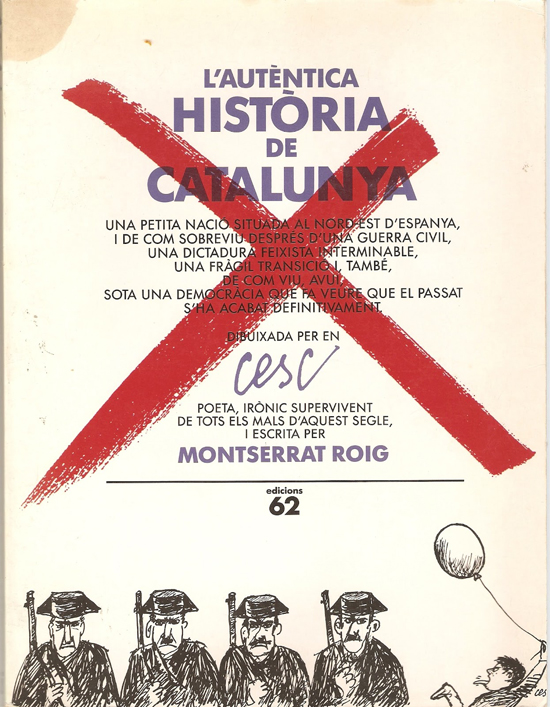 L'AUTÈNTICA
HISTÒRIA
DE
CATALUNYA
UNA PETITA NACIÓ SITUADA AL NORD-EST D'ESPANYA,
I DE COM SOBREVIU DESPRÉS D'UNA GUERRA CIVIL,
UNA DICTADURA FEIXISTA INTERMINABLE,
UNA FRÀGIL TRANSICIÓ I, TAMBÉ,
DE COM VIU, AVUI,
SOTA UNA DEMOCRÀCIA QUE FA VEURE QUE EL PASSAT
S'HA ACABAT DEFINITIVAMENT,
DIBUIXADA PER EN
cesc
POETA, IRÒNIC SUPERVIVENT
DE TOTS ELS MALS D'AQUEST SEGLE,
I ESCRITA PER
MONTSERRAT ROIG
edicions
62
ces